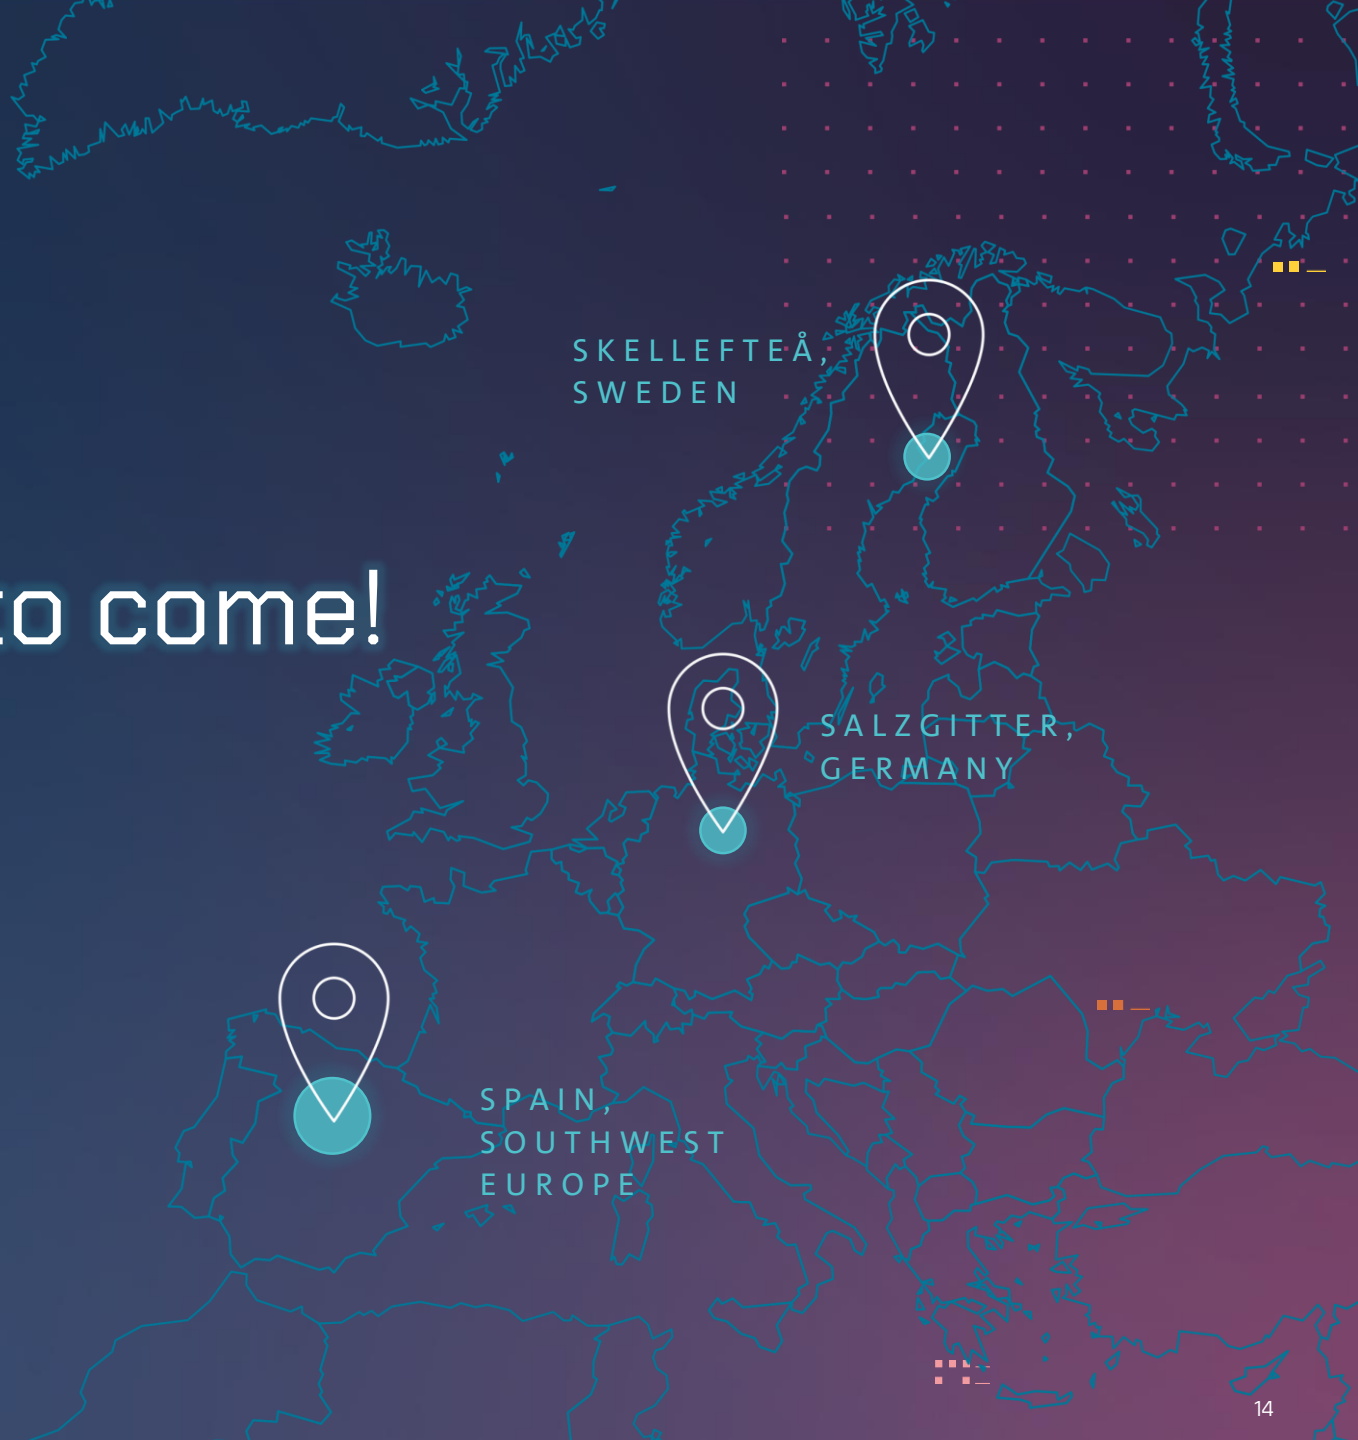 SKELLEFTEÅ,
SWEDEN
to come!
SALZGITTER,
GERMANY
SPAIN,
SOUTHWEST
EUROPE
14